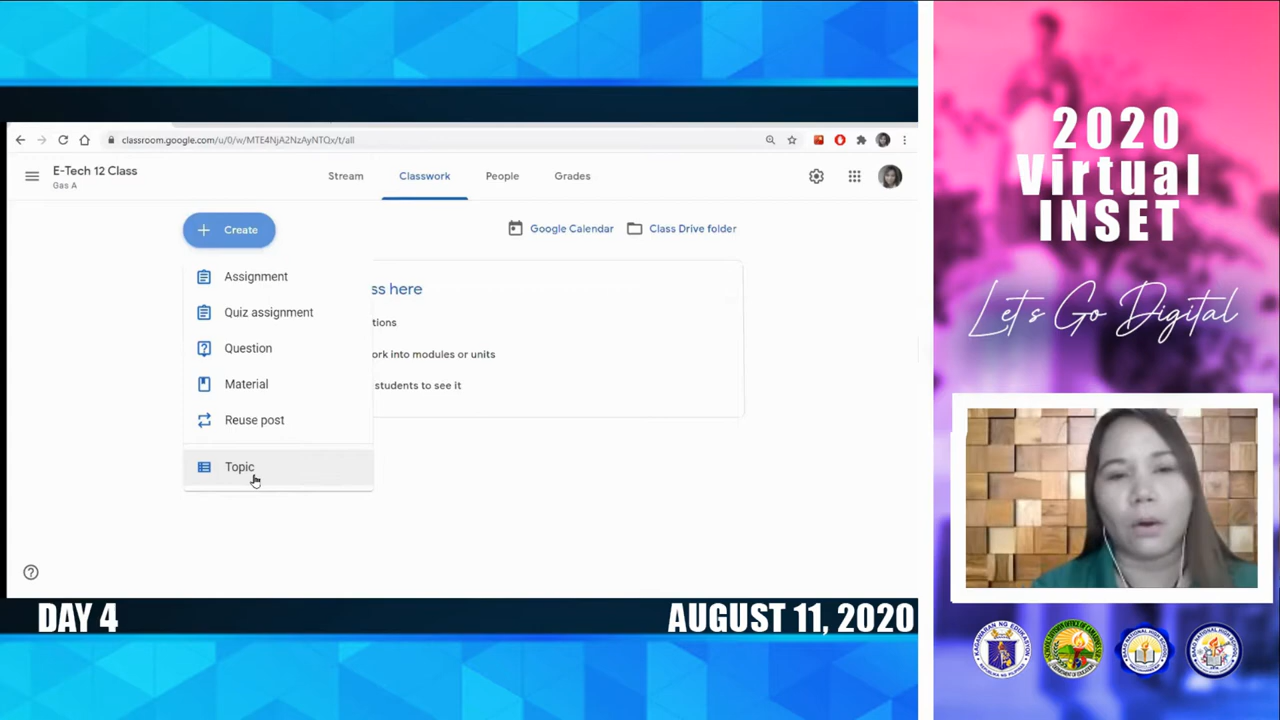 classroom.google.com/u/0/w/MTE4NjA2NzAyNTQx/t/all
E-Tech 12 Class
Gas A
Stream
Classwork
People
Grades
Create
Google Calendar
Class Drive folder
Assignment
Quiz assignment
Question
Material
Reuse post
Topic
ss here
tions
ork into modules or units
students to see it
DAY 4
AUGUST 11, 2020
2020
Virtual
INSET
Let's Go Digital